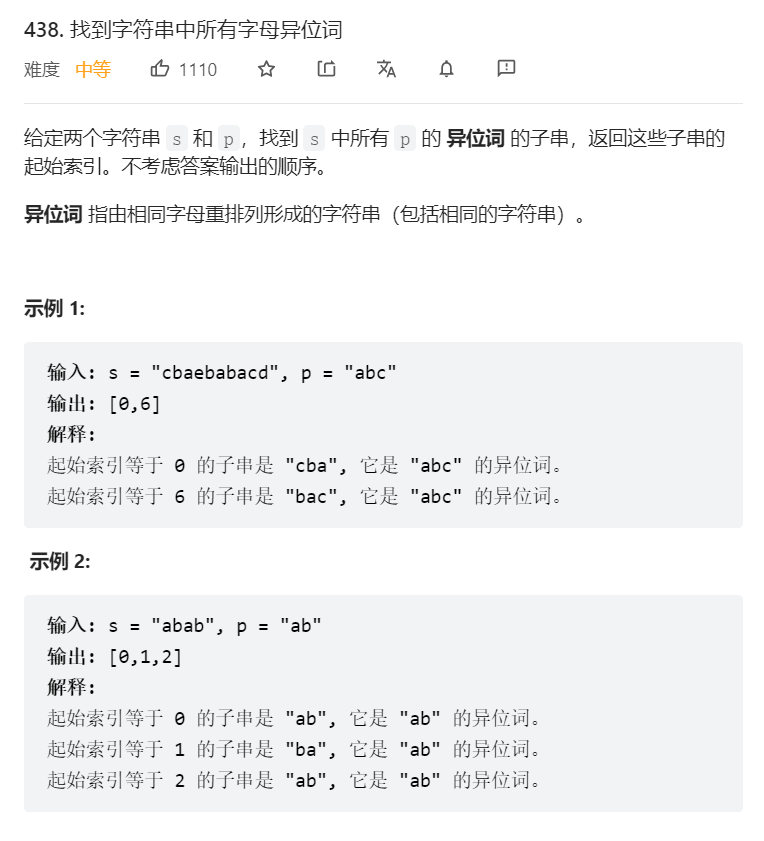 438. 找到字符串中所有字母异位词
难度 中等 1110
给定两个字符串 s 和 p，找到 s 中所有 p 的 异位词 的子串，返回这些子串的
起始索引。不考虑答案输出的顺序。
异位词 指由相同字母重排列形成的字符串（包括相同的字符串）。
示例 1:
输入: s = "cbaebabacd", p = "abc"
输出: [0,6]
解释:
起始索引等于 0 的子串是 "cba", 它是 "abc" 的异位词。
起始索引等于 6 的子串是 "bac", 它是 "abc" 的异位词。
示例 2:
输入: s = "abab", p = "ab"
输出: [0,1,2]
解释:
起始索引等于 0 的子串是 "ab", 它是 "ab" 的异位词。
起始索引等于 1 的子串是 "ba", 它是 "ab" 的异位词。
起始索引等于 2 的子串是 "ab", 它是 "ab" 的异位词。